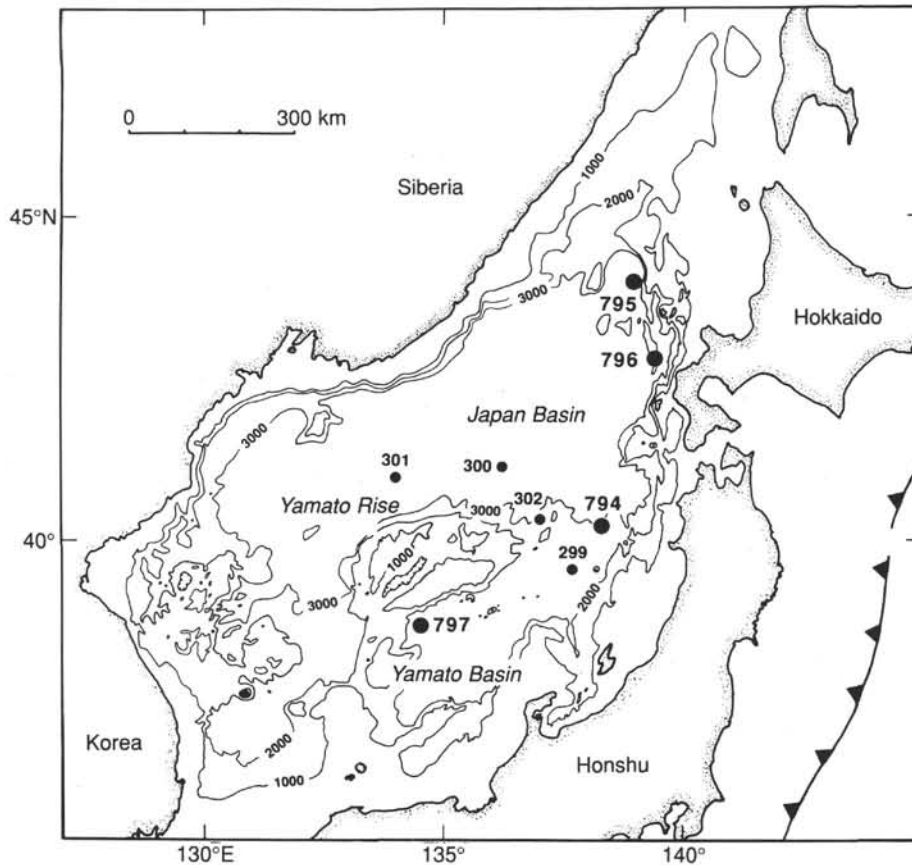 0 300 km
Siberia
1000
2000
45°N
3000
795
Hokkaido
796
Japan Basin
3000
301
300
Yamato Rise
302
3000
794
40°
1000
299
2000
3000
797
Yamato Basin
Korea
2000
1000
Honshu
130°E 135° 140°